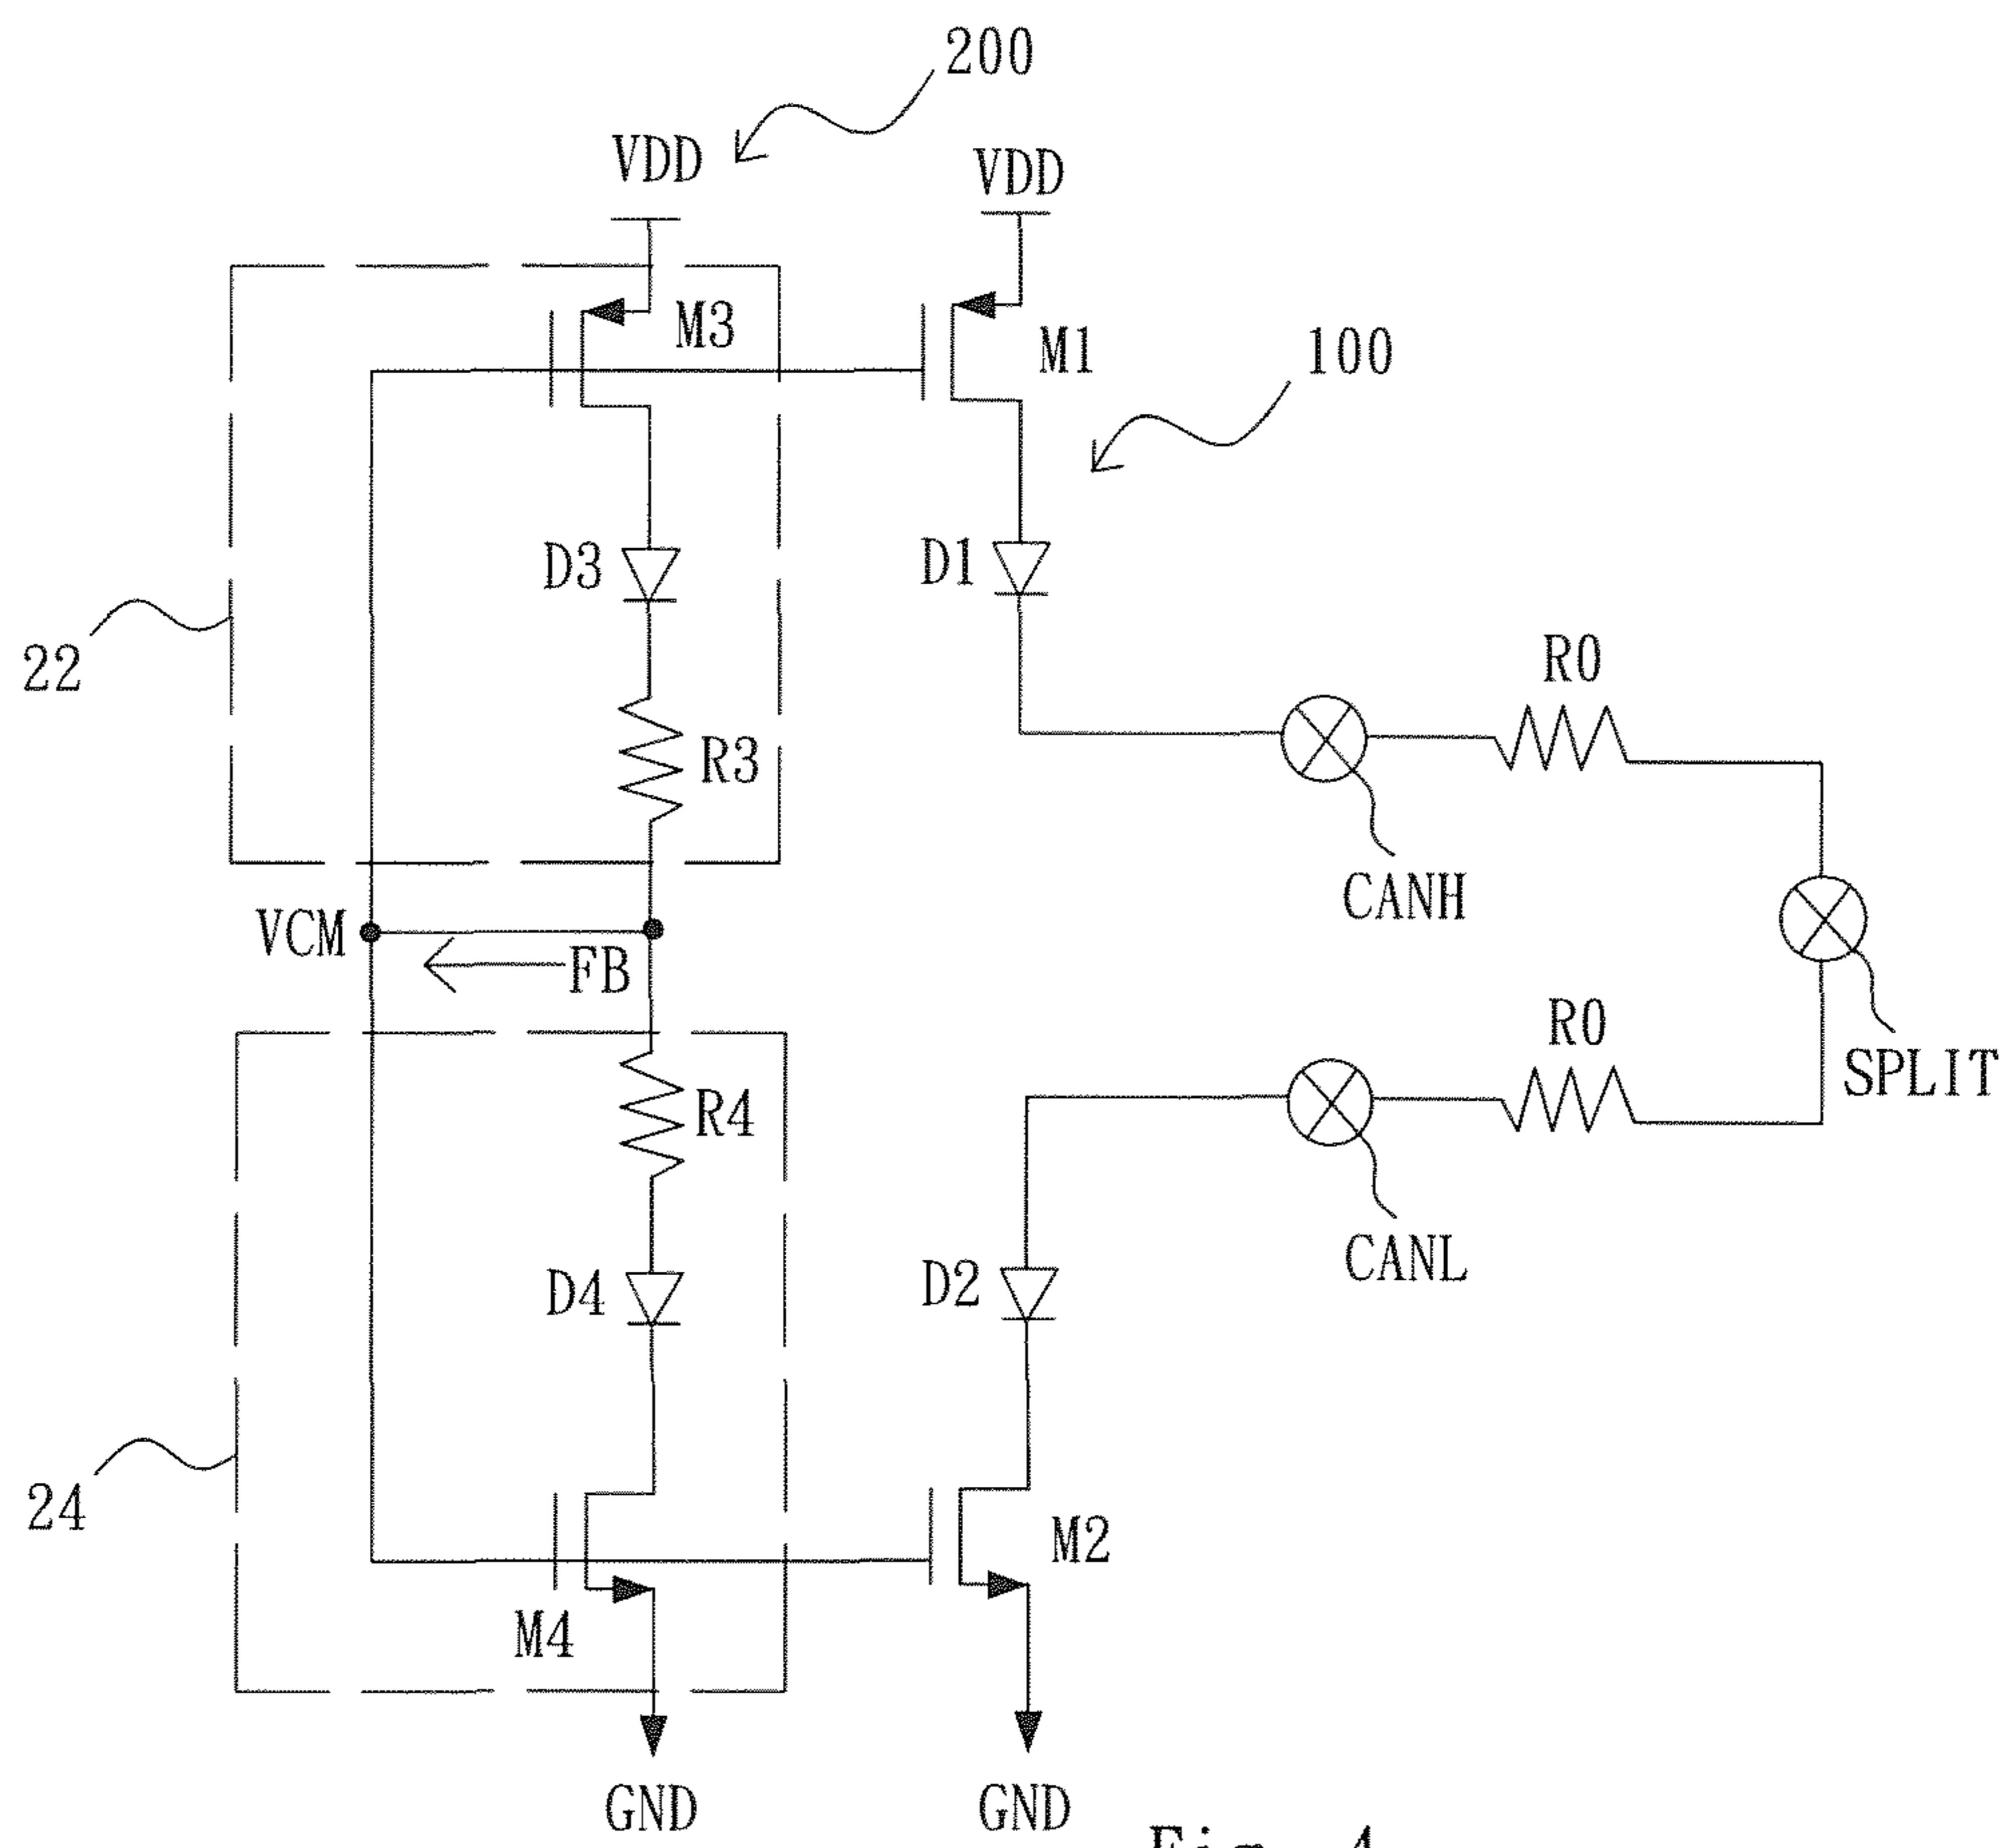 200
VDD
VDD
M3
M1
100
D3
D1
22
R3
R0
CANH
VCM
FB
SPLIT
R0
R4
CANL
D4
D2
24
M4
M2
GND
GND